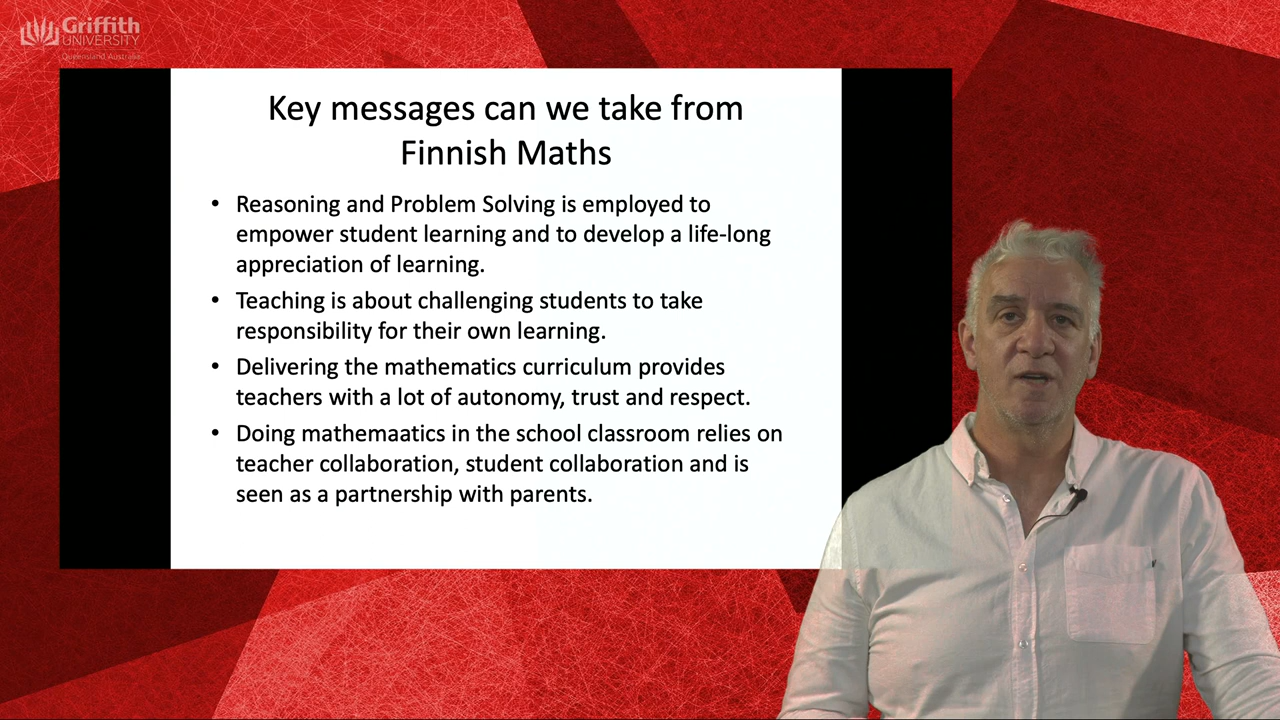 Griffith
UNIVERSITY
Queensland Australia
Key messages can we take from
Finnish Maths
• Reasoning and Problem Solving is employed to
empower student learning and to develop a life-long
appreciation of learning.
• Teaching is about challenging students to take
responsibility for their own learning.
• Delivering the mathematics curriculum provides
teachers with a lot of autonomy, trust and respect.
• Doing mathemaatics in the school classroom relies on
teacher collaboration, student collaboration and is
seen as a partnership with parents.